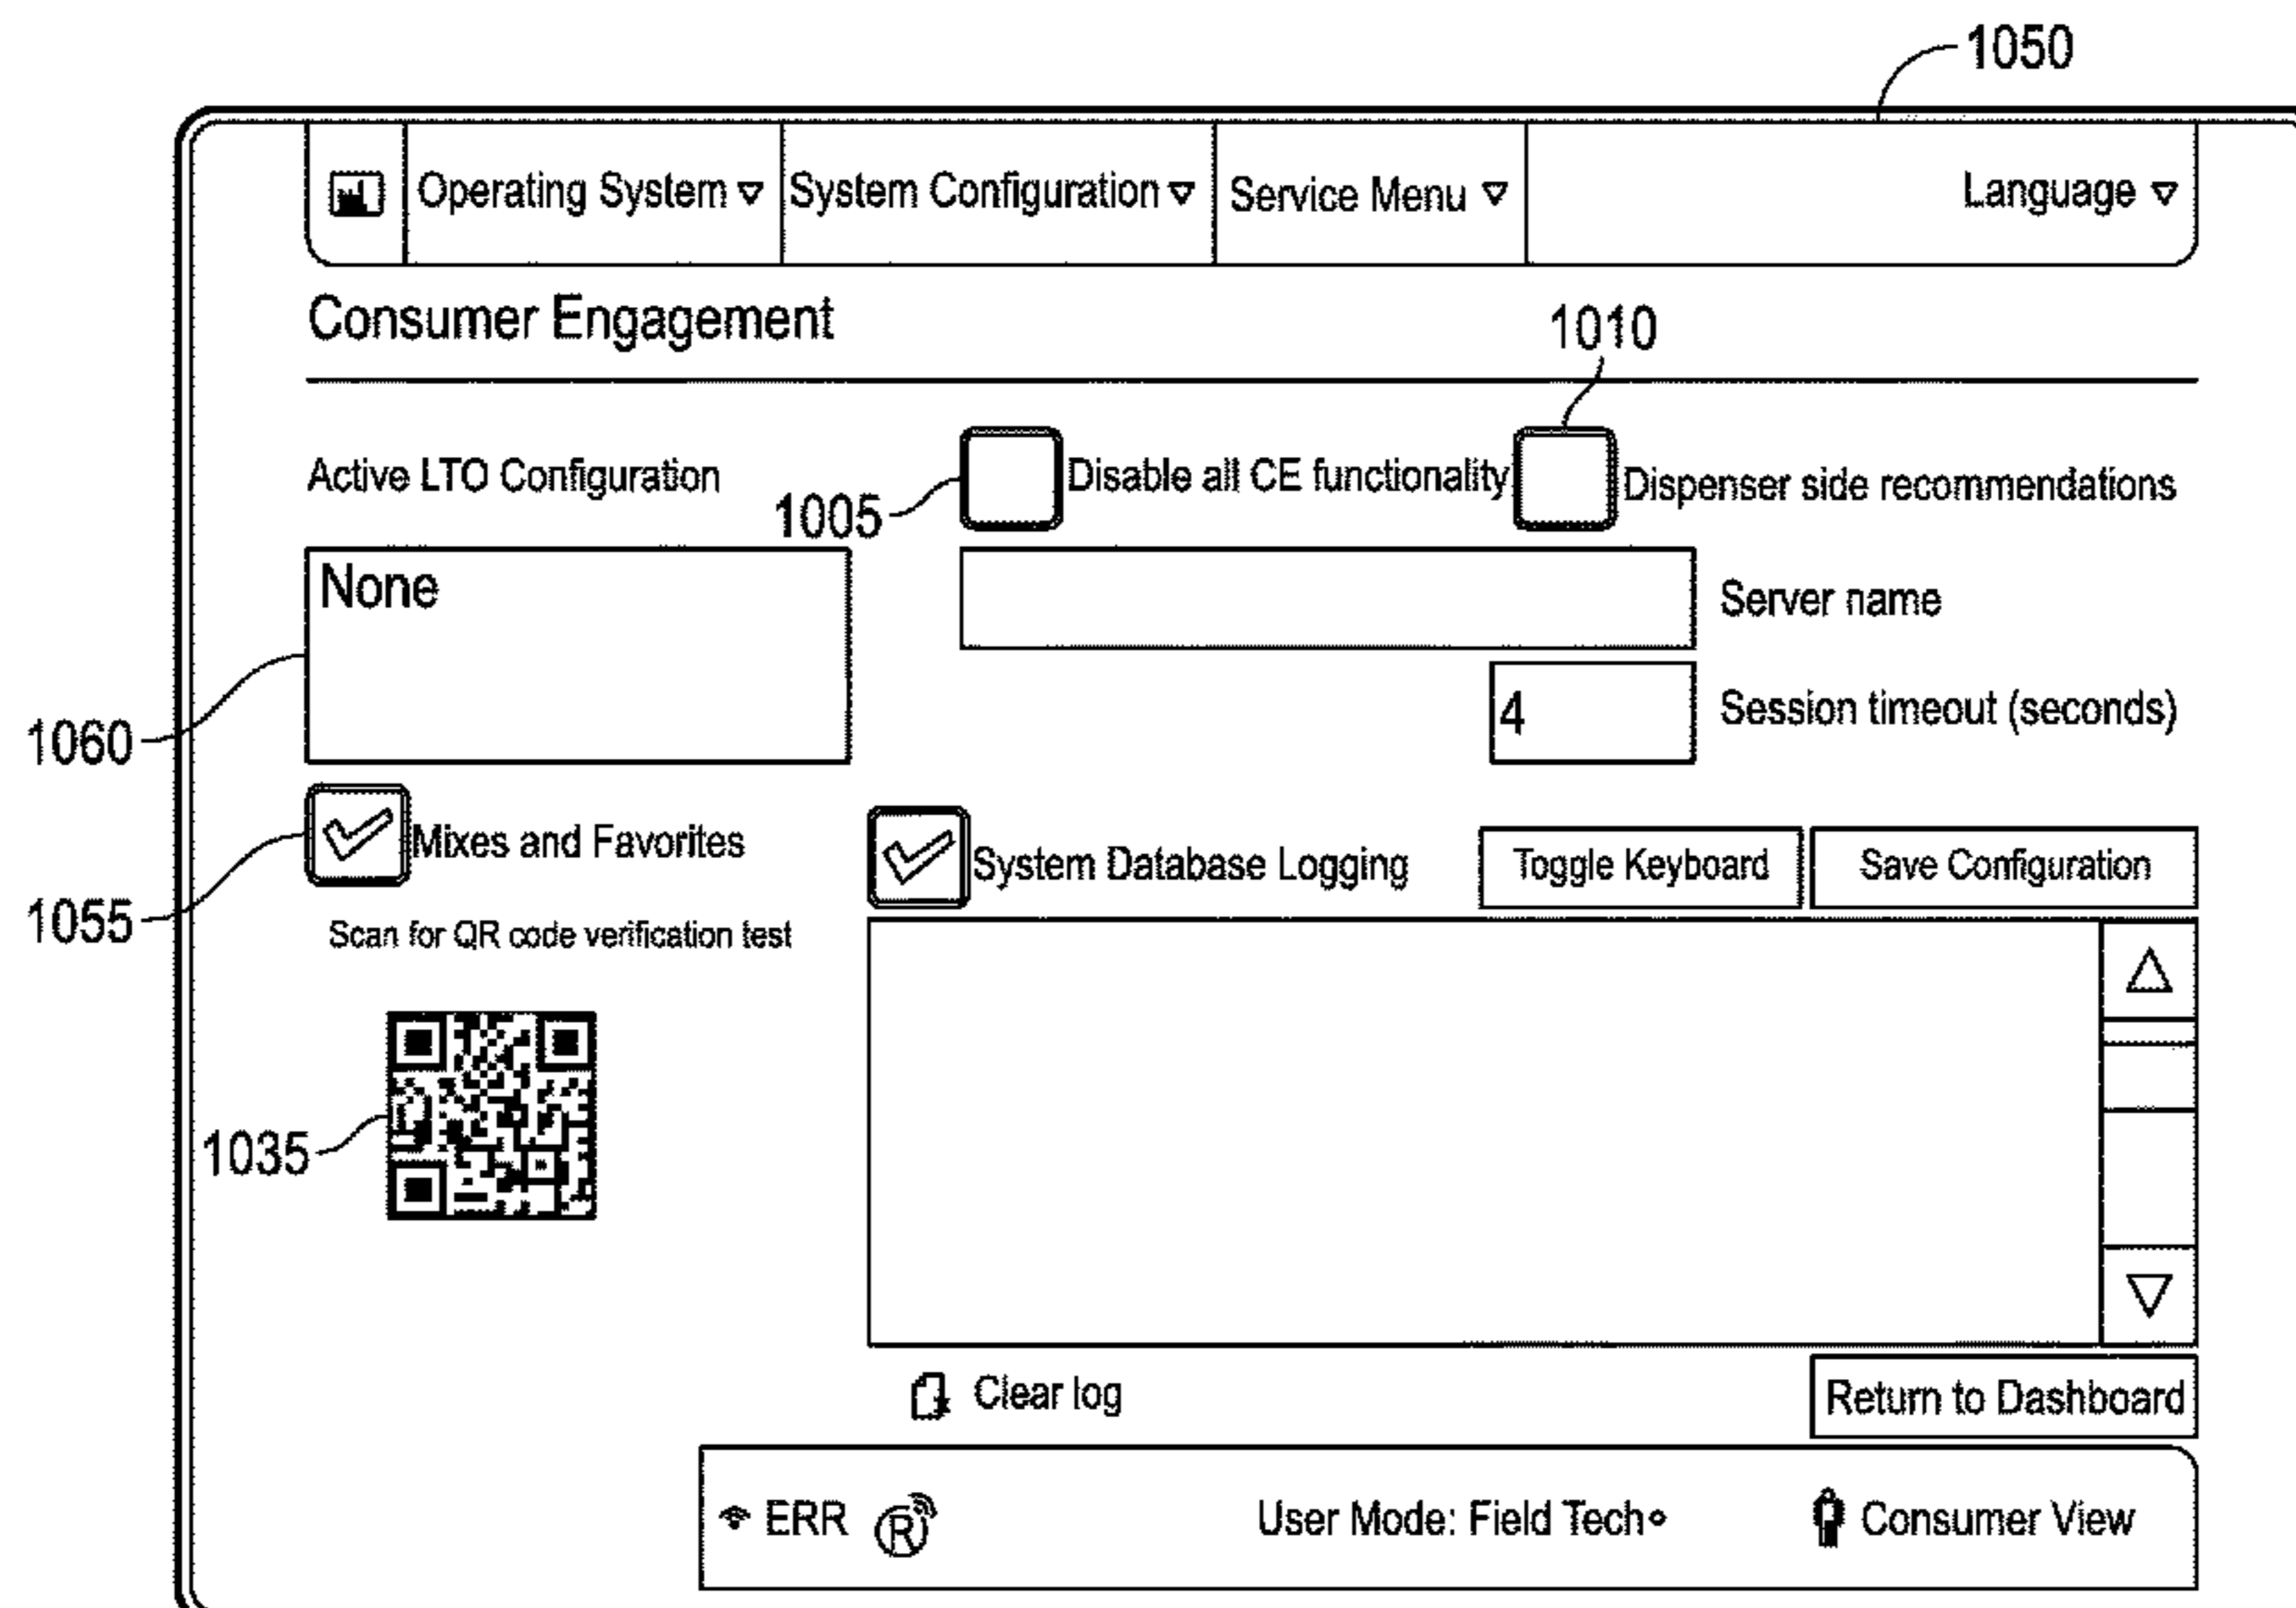 1050
Operating System System Configuration Service Menu Language
Consumer Engagement
1010
Active LTO Configuration Disable all CE functionality Dispenser side recommendations
1005
None
Server name
4 Session timeout (seconds)
1060
Mixes and Favorites System Database Logging Toggle Keyboard Save Configuration
1055
Scan for QR code verification test
1035
Clear log Return to Dashboard
ERR R User Mode: Field Tech Consumer View